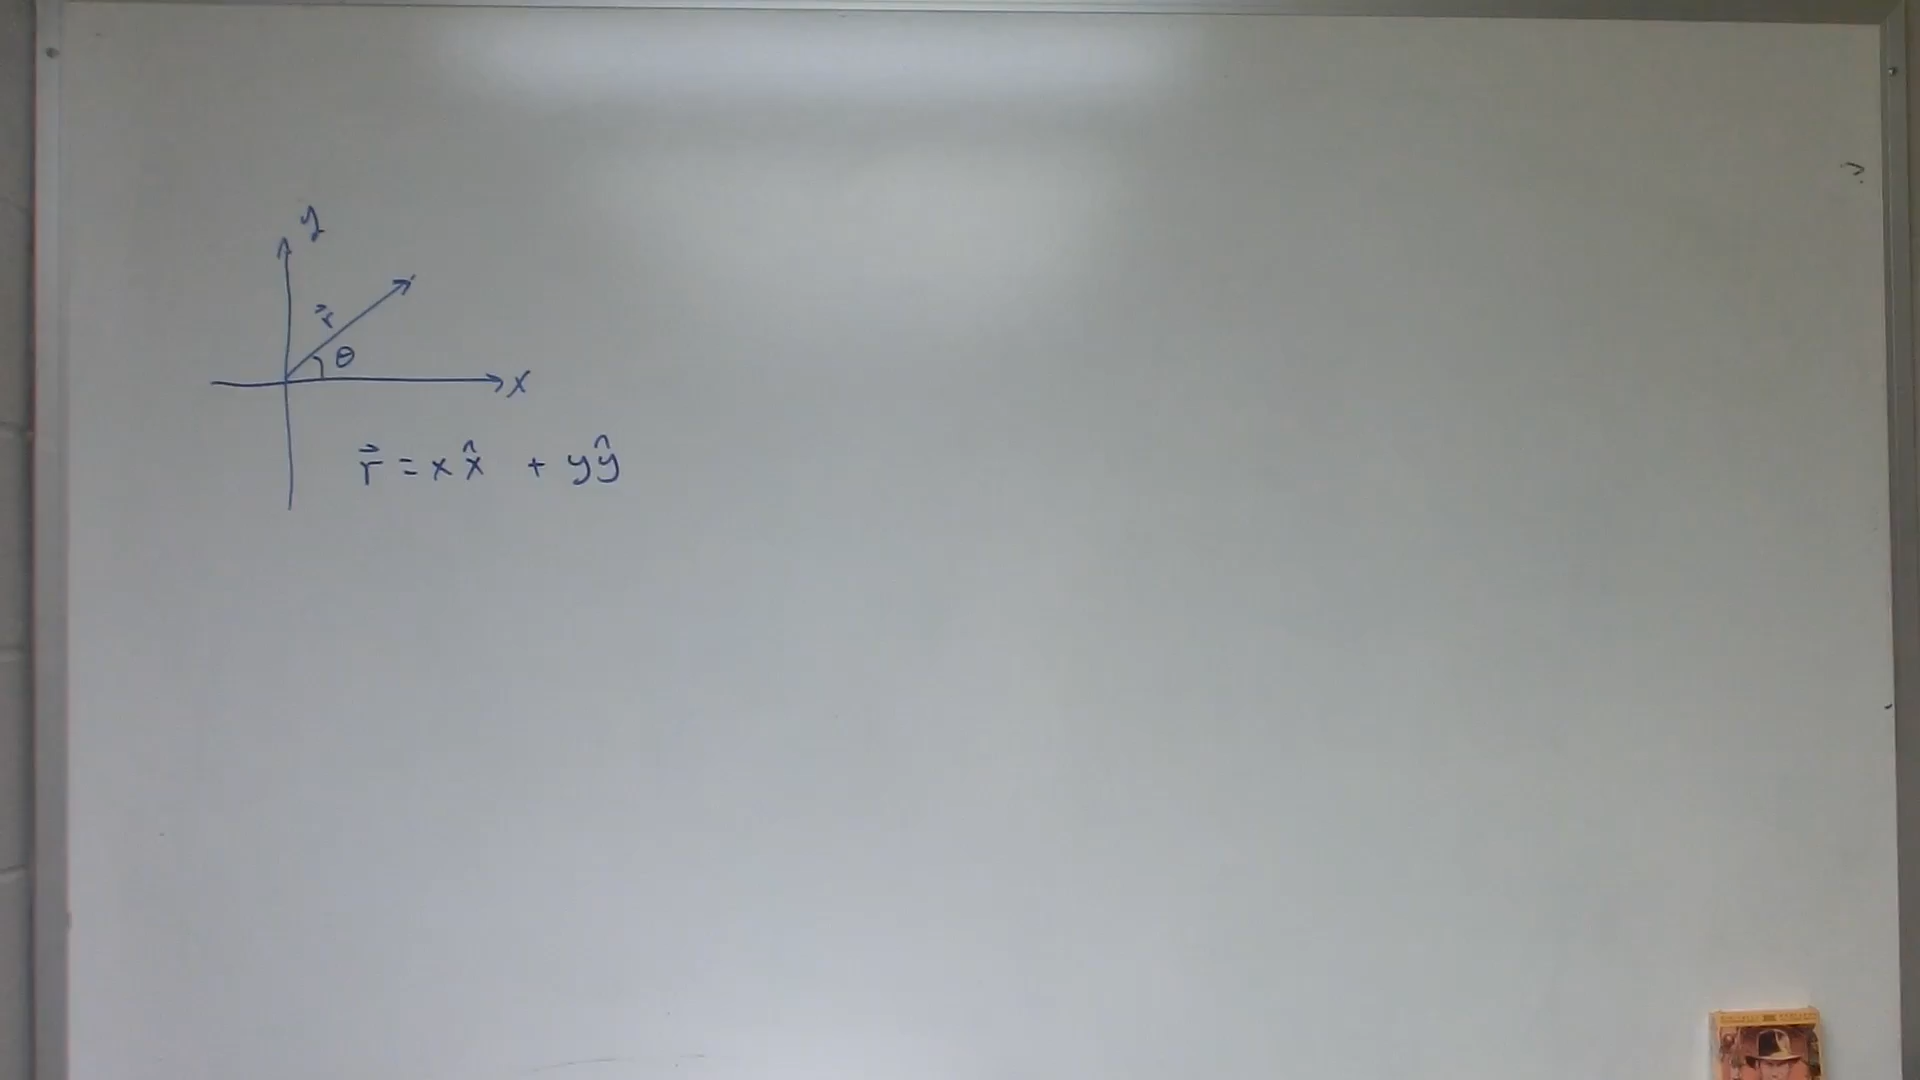 y
r⃗
θ
x
r⃗ = x x̂ + y ŷ